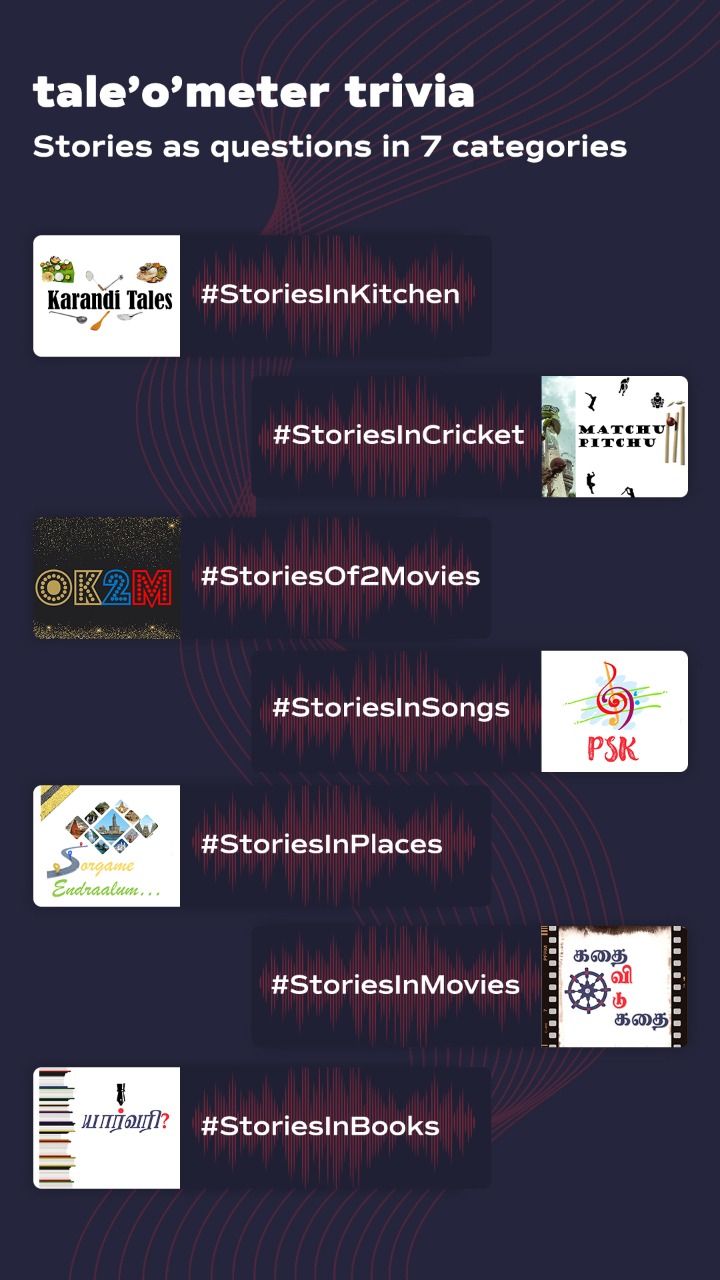 tale’o’meter trivia
Stories as questions in 7 categories
Karandi Tales
#StoriesInKitchen
#StoriesInCricket
MATCHU
PITCHU
OK2M
#StoriesOf2Movies
#StoriesInSongs
PSK
Sorgame
Endraalum...
#StoriesInPlaces
#StoriesInMovies
கதை
வி
டு
கதை
யார்வரி?
#StoriesInBooks